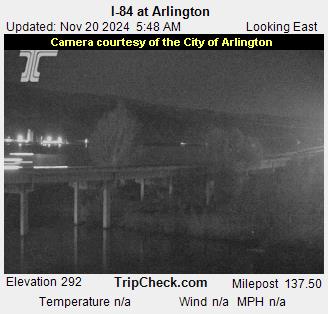 I-84 at Arlington
Updated: Nov 20 2024 5:48 AM Looking East
Camera courtesy of the City of Arlington
Elevation 292 TripCheck.com Milepost 137.50
Temperature n/a Wind n/a MPH n/a